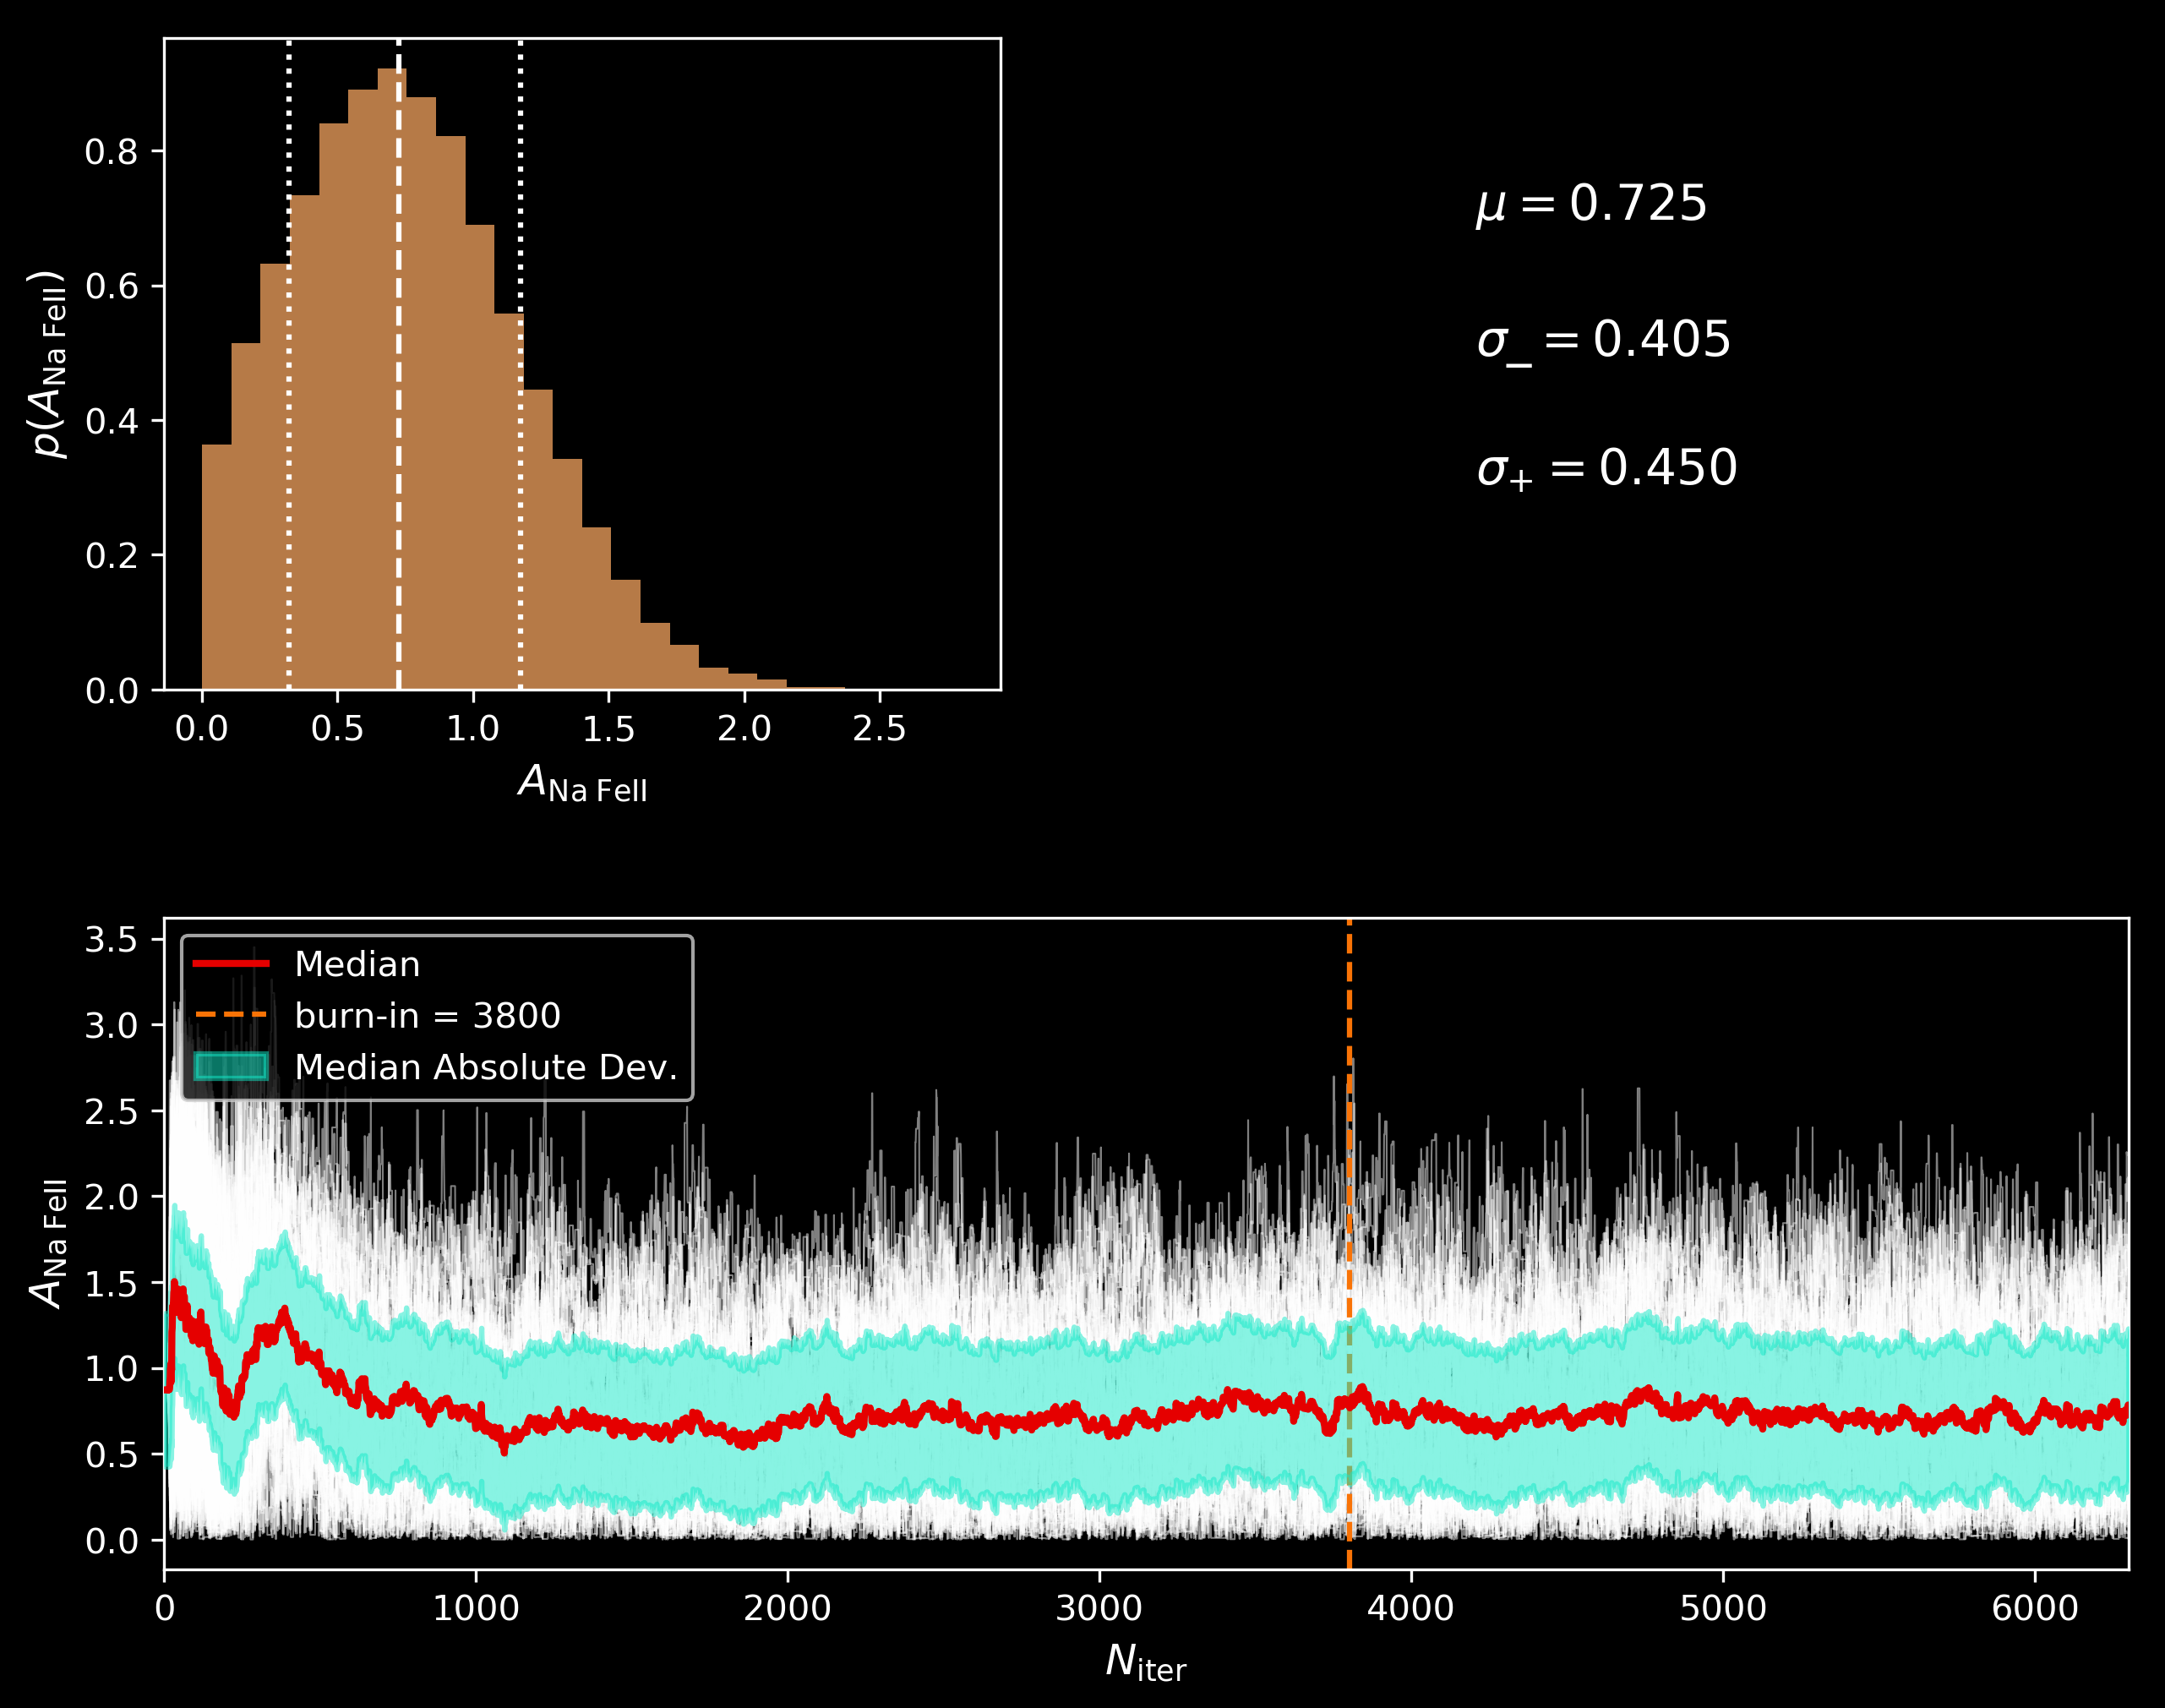 0.8
0.6
0.4
0.2
0.0
p(A_Na FeII)
0.0 0.5 1.0 1.5 2.0 2.5
A_Na FeII
μ = 0.725
σ_− = 0.405
σ_+ = 0.450
Median
burn-in = 3800
Median Absolute Dev.
3.5
3.0
2.5
2.0
1.5
1.0
0.5
0.0
A_Na FeII
0 1000 2000 3000 4000 5000 6000
N_iter